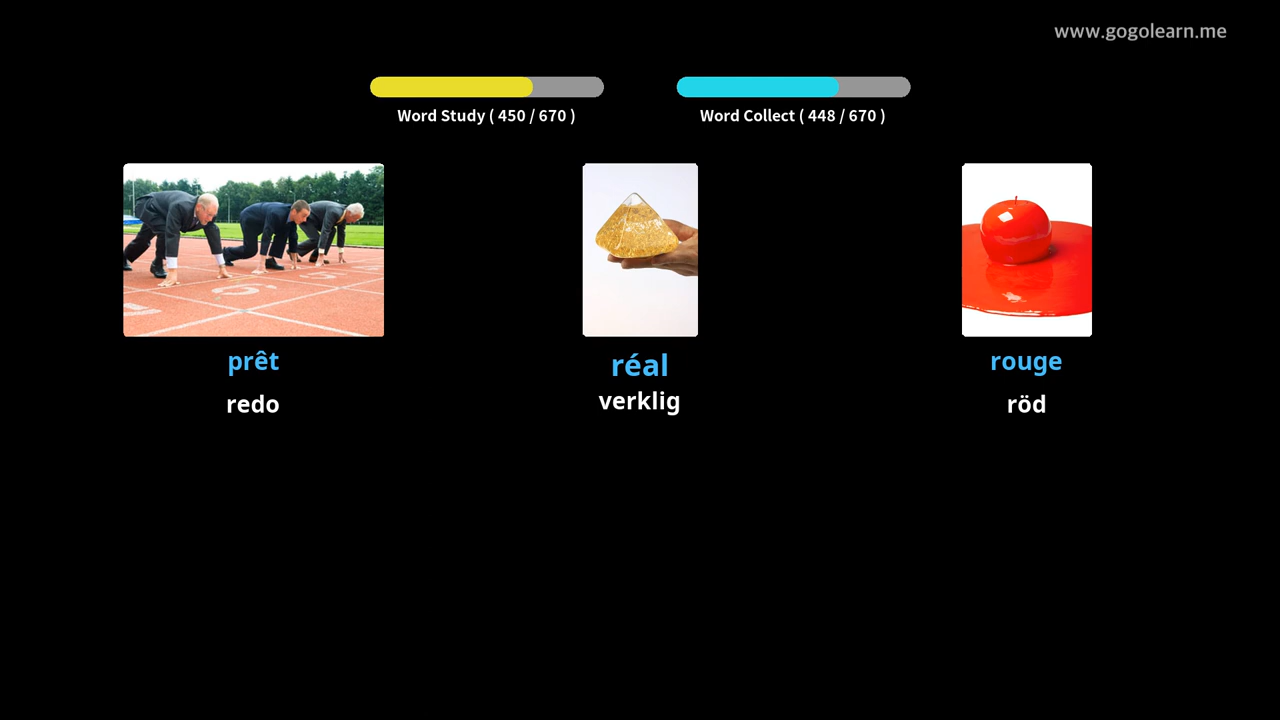 www.gogolearn.me
Word Study ( 450 / 670 )
Word Collect ( 448 / 670 )
prêt
redo
réal
verklig
rouge
röd